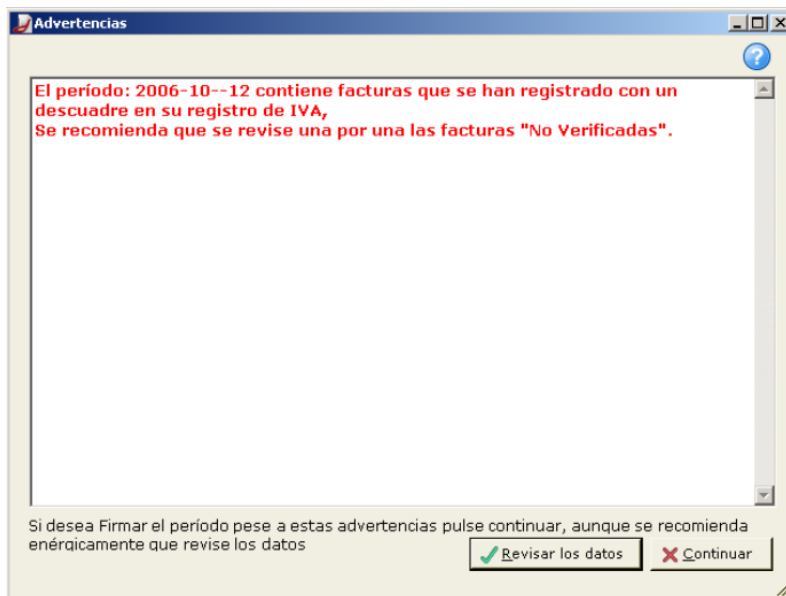 Advertencias
El período: 2006-10--12 contiene facturas que se han registrado con un
descuadre en su registro de IVA,
Se recomienda que se revise una por una las facturas "No Verificadas".
Si desea Firmar el período pese a estas advertencias pulse continuar, aunque se recomienda
enérgicamente que revise los datos
Revisar los datos
Continuar